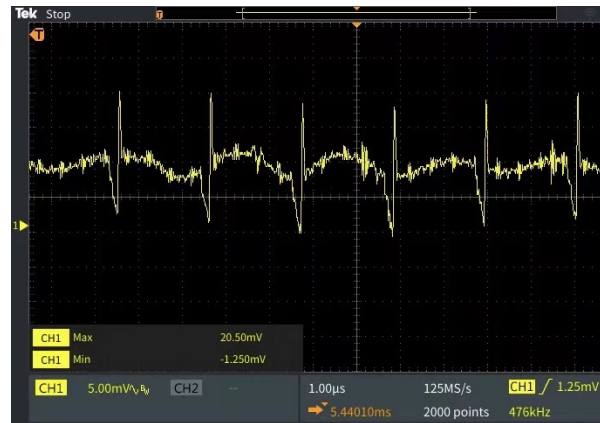 Tek Stop
T
T
1
CH1 Max 20.50mV
CH1 Min -1.250mV
CH1 5.00mV CH2 -- 1.00µs 125MS/s CH1 1.25mV
5.44010ms 2000 points 476kHz